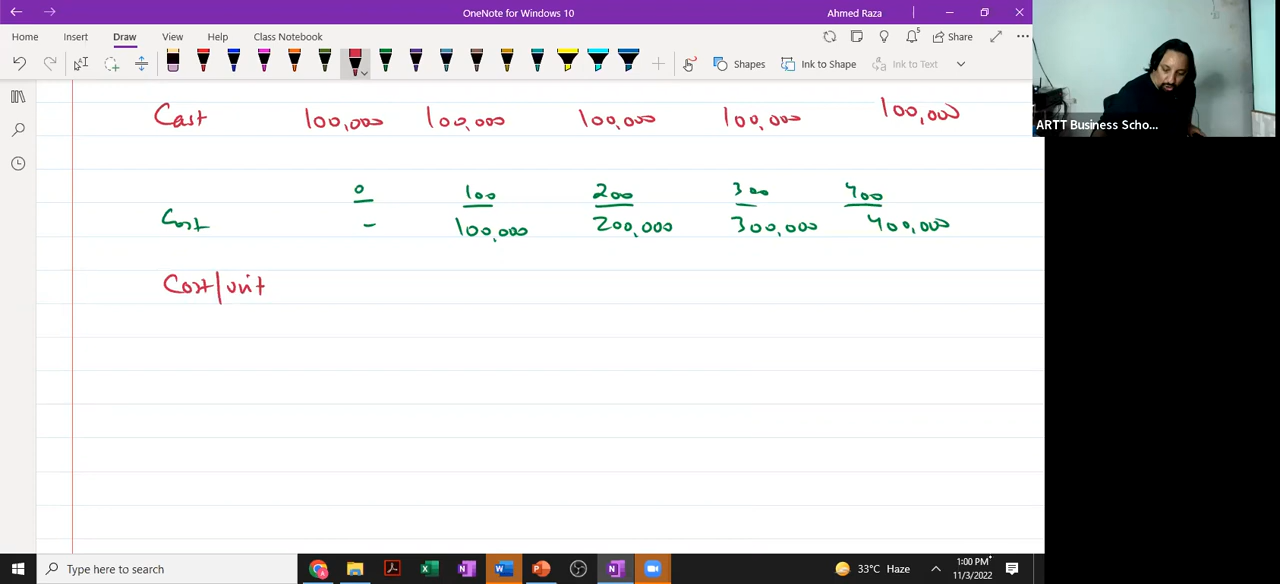 OneNote for Windows 10
Ahmed Raza
Home Insert Draw View Help Class Notebook
5 Share
Shapes Ink to Shape Ink to Text
ARTT Business Scho...
Cost 100,000 100,000 100,000 100,000 100,000
0 100 200 300 400
Cost - 100,000 200,000 300,000 400,000
Cost/unit
Type here to search
33°C Haze
1:00 PM
11/3/2022